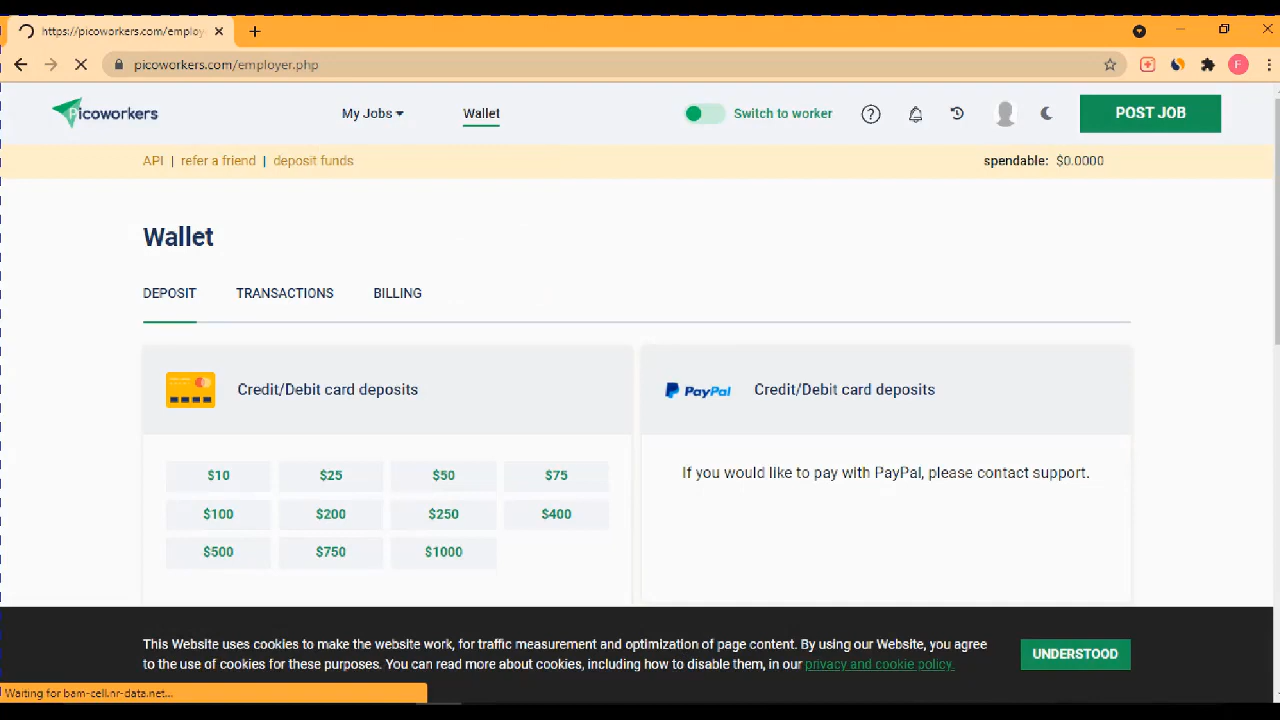 https://picoworkers.com/employ
picoworkers.com/employer.php
F
Picoworkers
My Jobs
Wallet
Switch to worker
POST JOB
API | refer a friend | deposit funds
spendable: $0.0000
Wallet
DEPOSIT
TRANSACTIONS
BILLING
Credit/Debit card deposits
PayPal
Credit/Debit card deposits
$10
$25
$50
$75
$100
$200
$250
$400
$500
$750
$1000
If you would like to pay with PayPal, please contact support.
This Website uses cookies to make the website work, for traffic measurement and optimization of page content. By using our Website, you agree
to the use of cookies for these purposes. You can read more about cookies, including how to disable them, in our privacy and cookie policy.
UNDERSTOOD
Waiting for bam-cell.nr-data.net...